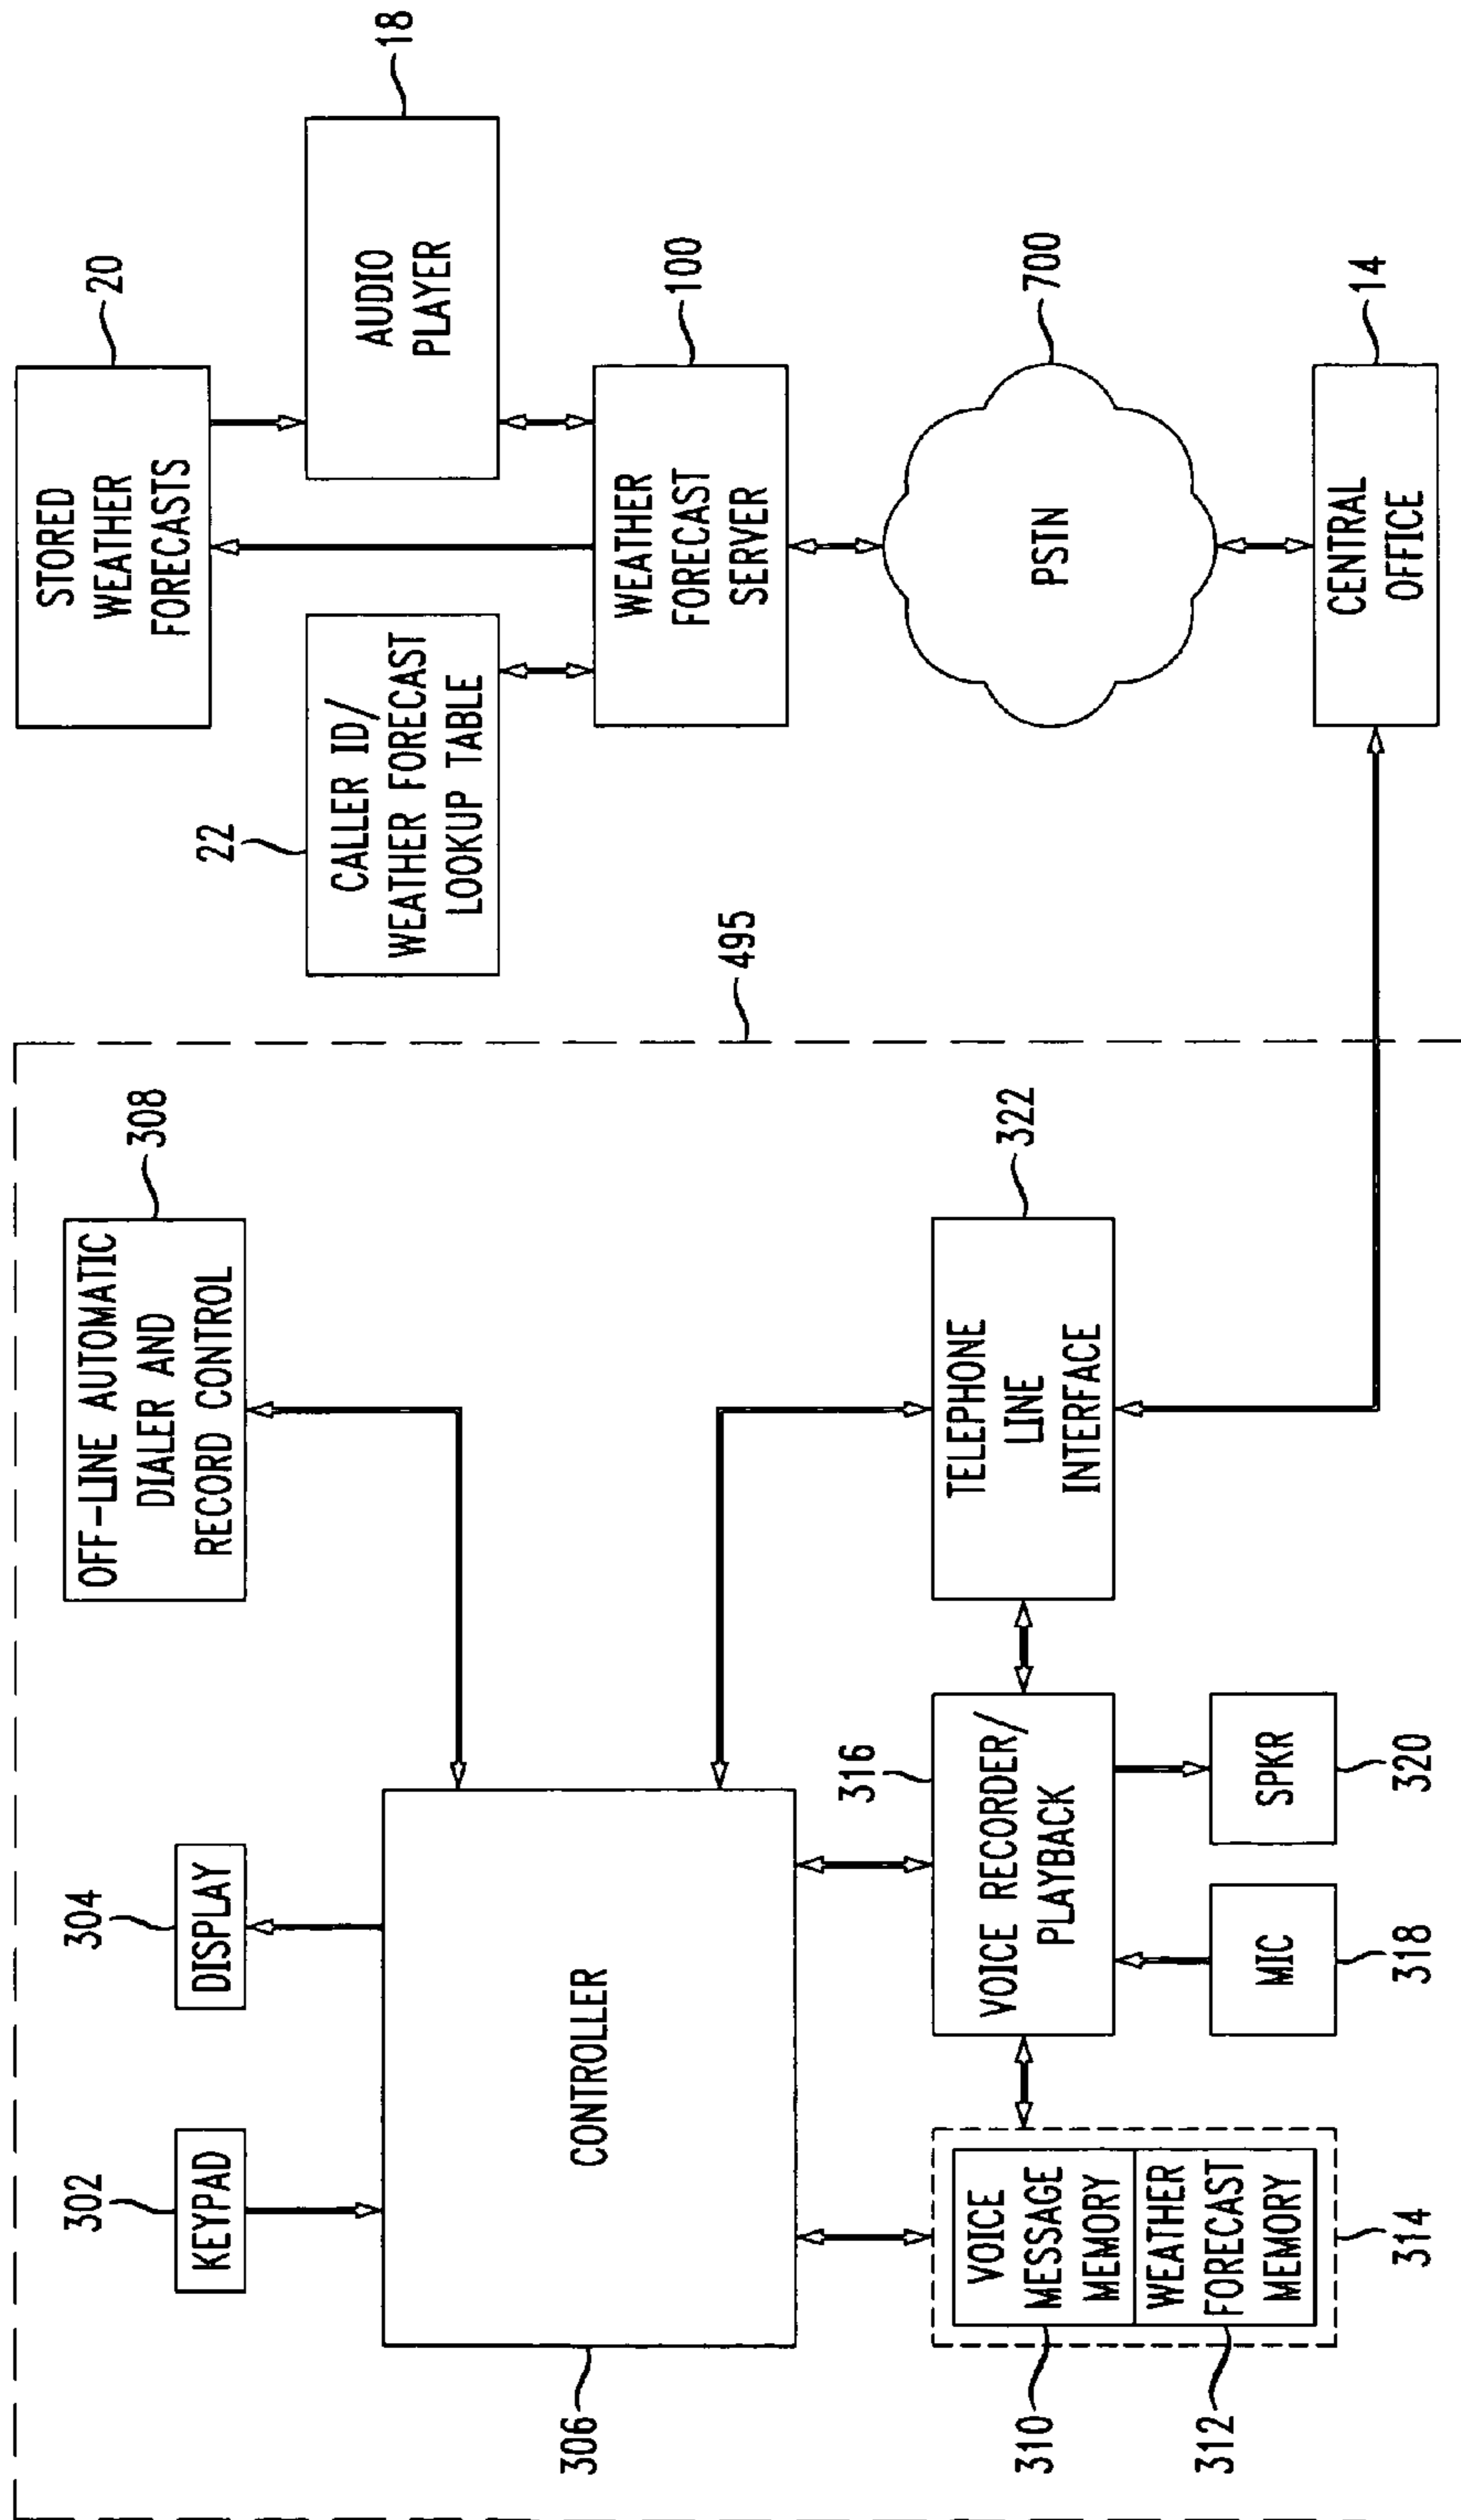 302
KEYPAD
304
DISPLAY
OFF-LINE AUTOMATIC
DIALER AND
RECORD CONTROL
308
306
CONTROLLER
310
VOICE
MESSAGE
MEMORY
312
WEATHER
FORECAST
MEMORY
314
316
VOICE RECORDER/
PLAYBACK
MIC
318
SPKR
320
TELEPHONE
LINE
INTERFACE
322
495
STORED
WEATHER
FORECASTS
20
22
CALLER ID/
WEATHER FORECAST
LOOKUP TABLE
AUDIO
PLAYER
18
WEATHER
FORECAST
SERVER
100
PSTN
700
CENTRAL
OFFICE
14